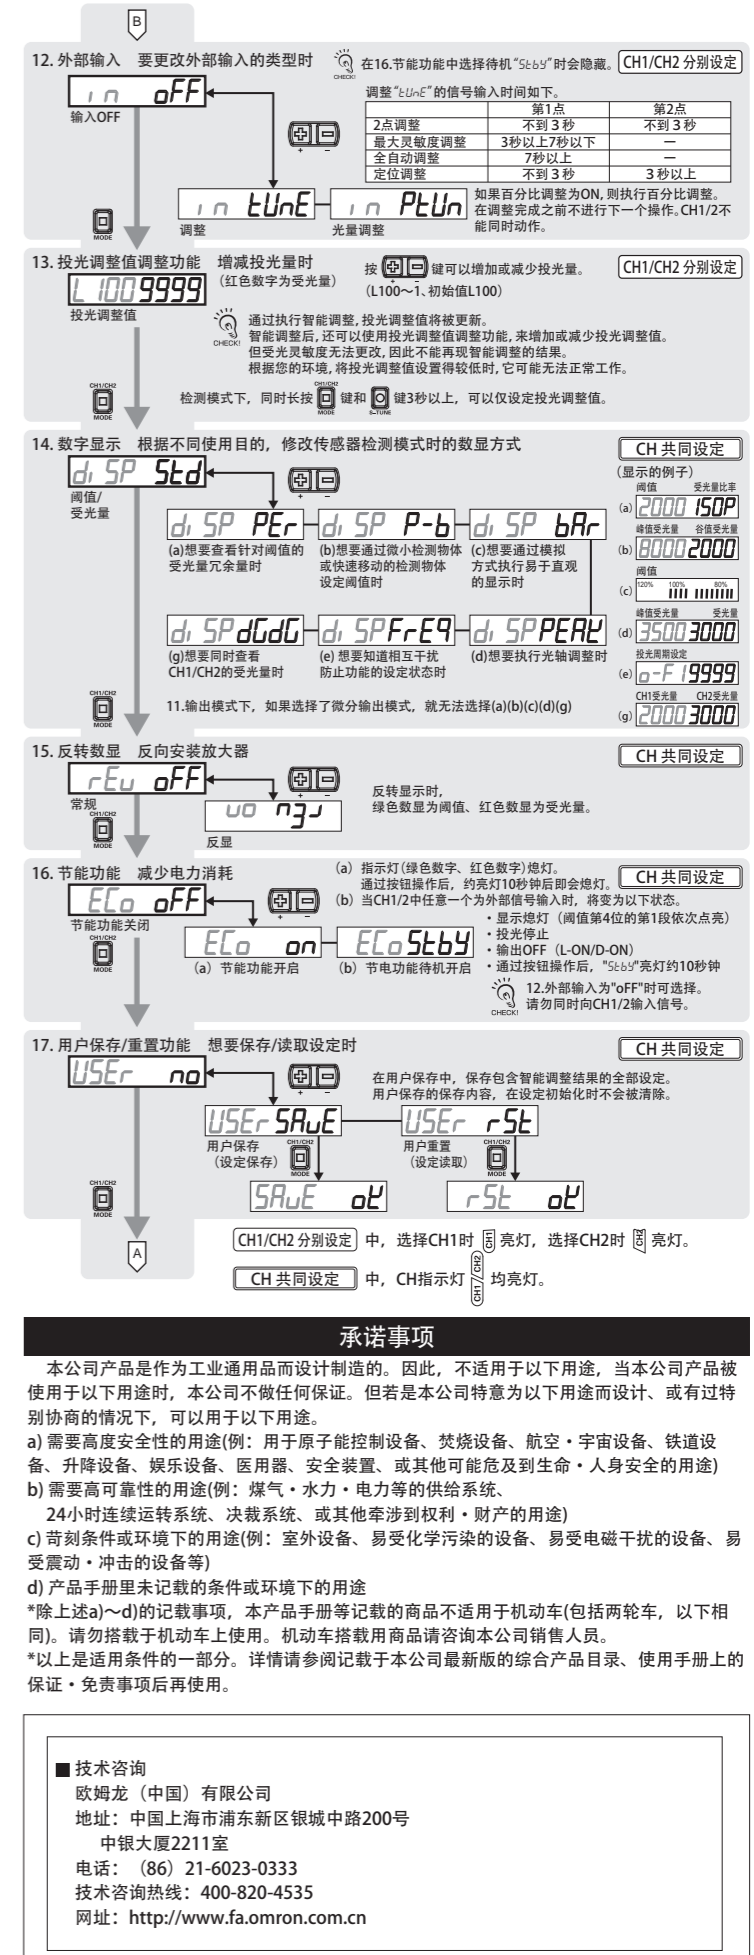 B
12. 外部输入　要更改外部输入的类型时
CHECK!
在16.节能功能中选择待机“Stby”时会隐藏。
CH1/CH2 分别设定
in oFF
输入OFF
+ −
MODE
调整“tUnE”的信号输入时间如下。
第1点 第2点
2点调整 不到 3 秒 不到 3 秒
最大灵敏度调整 3秒以上7秒以下 —
全自动调整 7秒以上 —
定位调整 不到 3 秒 3 秒以上
in tUnE
调整
in PtUn
光量调整
如果百分比调整为ON, 则执行百分比调整。
在调整完成之前不进行下一个操作。CH1/2不
能同时动作。
13. 投光调整值调整功能　增减投光量时
（红色数字为受光量）
L 100 9999
投光调整值
按 + − 键可以增加或减少投光量。
（L100～1、初始值L100）
CH1/CH2 分别设定
CHECK!
通过执行智能调整, 投光调整值将被更新。
智能调整后, 还可以使用投光调整值调整功能, 来增加或减少投光调整值。
但受光灵敏度无法更改, 因此不能再现智能调整的结果。
根据您的环境, 将投光调整值设置得较低时, 它可能无法正常工作。
CH1/CH2
MODE
检测模式下，同时长按 CH1/CH2 MODE 键和 S-TUNE 键3秒以上，可以仅设定投光调整值。
14. 数字显示　根据不同使用目的，修改传感器检测模式时的数显方式
CH 共同设定
di SP Std
阈值/
受光量
+ −
di SP PEr
(a)想要查看针对阈值的
受光量冗余量时
di SP P-b
(b)想要通过微小检测物体
或快速移动的检测物体
设定阈值时
di SP bAr
(c)想要通过模拟
方式执行易于直观
的显示时
di SP dGdG
(g)想要同时查看
CH1/CH2的受光量时
di SP FrEq
(e) 想要知道相互干扰
防止功能的设定状态时
di SP PEAK
(d)想要执行光轴调整时
（显示的例子）
阈值 受光量比率
(a) 2000 150P
峰值受光量 谷值受光量
(b) 8000 2000
阈值
(c) 120% 100% 80%
峰值受光量 受光量
(d) 3500 3000
投光周期设定
(e) o-F1 9999
CH1受光量 CH2受光量
(g) 2000 3000
CH1/CH2
MODE
11.输出模式下，如果选择了微分输出模式，就无法选择(a)(b)(c)(d)(g)
15. 反转数显　反向安装放大器
CH 共同设定
rEv oFF
常规
CH1/CH2
MODE
+ −
rEv on
反显
反转显示时,
绿色数显为阈值、红色数显为受光量。
16. 节能功能　减少电力消耗
CH 共同设定
ECo oFF
节能功能关闭
CH1/CH2
MODE
+ −
ECo on
（a）节能功能开启
ECo Stby
（b）节电功能待机开启
（a）指示灯(绿色数字、红色数字)熄灯。
通过按钮操作后，约亮灯10秒钟后即会熄灯。
（b）当CH1/2中任意一个为外部信号输入时，将变为以下状态。
・显示熄灯（阈值第4位的第1段依次点亮）
・投光停止
・输出OFF（L-ON/D-ON）
・通过按钮操作后，"Stby"亮灯约10秒钟
CHECK!
12.外部输入为"oFF"时可选择。
请勿同时向CH1/2输入信号。
17. 用户保存/重置功能　想要保存/读取设定时
CH 共同设定
USEr no
+ −
在用户保存中，保存包含智能调整结果的全部设定。
用户保存的保存内容，在设定初始化时不会被清除。
USEr SAvE
用户保存
（设定保存）
CH1/CH2
MODE
USEr rSt
用户重置
（设定读取）
CH1/CH2
MODE
SAvE oK
rSt oK
CH1/CH2
MODE
A
CH1/CH2 分别设定 中，选择CH1时 CH1 亮灯，选择CH2时 CH2 亮灯。
CH 共同设定 中，CH指示灯 CH1/CH2 均亮灯。
承诺事项
本公司产品是作为工业通用品而设计制造的。因此，不适用于以下用途，当本公司产品被
使用于以下用途时，本公司不做任何保证。但若是本公司特意为以下用途而设计、或有过特
别协商的情况下，可以用于以下用途。
a) 需要高度安全性的用途(例：用于原子能控制设备、焚烧设备、航空・宇宙设备、铁道设
备、升降设备、娱乐设备、医用器、安全装置、或其他可能危及到生命・人身安全的用途)
b) 需要高可靠性的用途(例：煤气・水力・电力等的供给系统、
24小时连续运转系统、决裁系统、或其他牵涉到权利・财产的用途)
c) 苛刻条件或环境下的用途(例：室外设备、易受化学污染的设备、易受电磁干扰的设备、易
受震动・冲击的设备等)
d) 产品手册里未记载的条件或环境下的用途
*除上述a)～d)的记载事项，本产品手册等记载的商品不适用于机动车(包括两轮车，以下相
同)。请勿搭载于机动车上使用。机动车搭载用商品请咨询本公司销售人员。
*以上是适用条件的一部分。详情请参阅记载于本公司最新版的综合产品目录、使用手册上的
保证・免责事项后再使用。
■ 技术咨询
欧姆龙（中国）有限公司
地址：中国上海市浦东新区银城中路200号
中银大厦2211室
电话：（86）21-6023-0333
技术咨询热线：400-820-4535
网址：http://www.fa.omron.com.cn